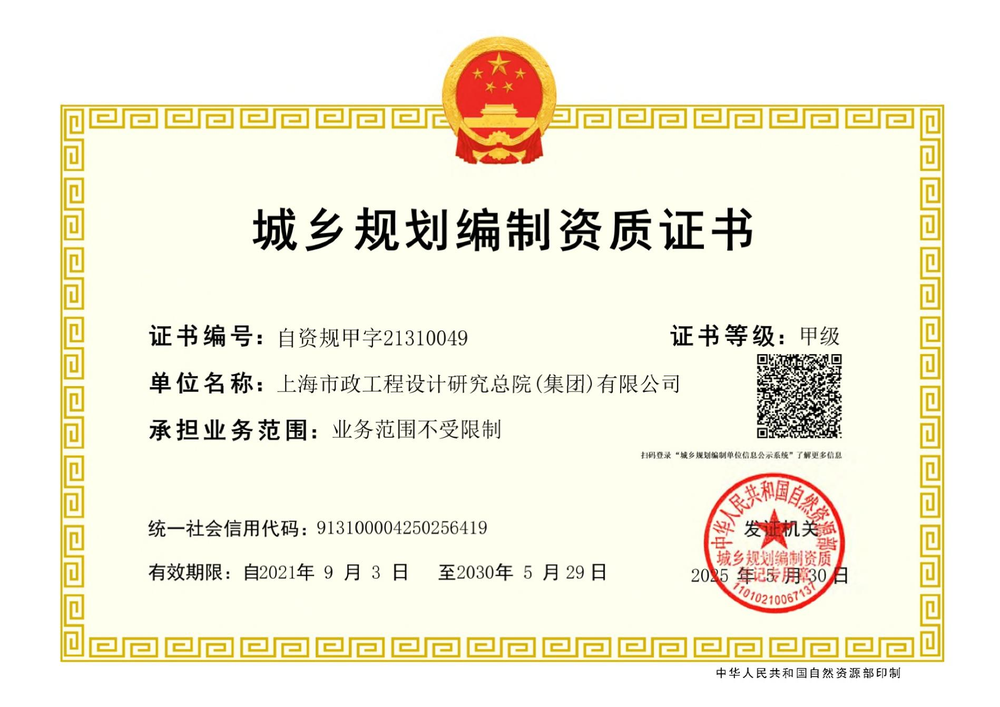 城乡规划编制资质证书
证书编号：自资规甲字21310049
证书等级：甲级
单位名称：上海市政工程设计研究总院(集团)有限公司
承担业务范围：业务范围不受限制
扫码登录“城乡规划编制单位信息公示系统”了解更多信息
统一社会信用代码：913100004250256419
有效期限：自2021年 9 月 3 日 至2030年 5 月 29 日
中华人民共和国自然资源部
发证机关
城乡规划编制资质
登记专用章
2025 年 5 月 30 日
11010210067137
中华人民共和国自然资源部印制